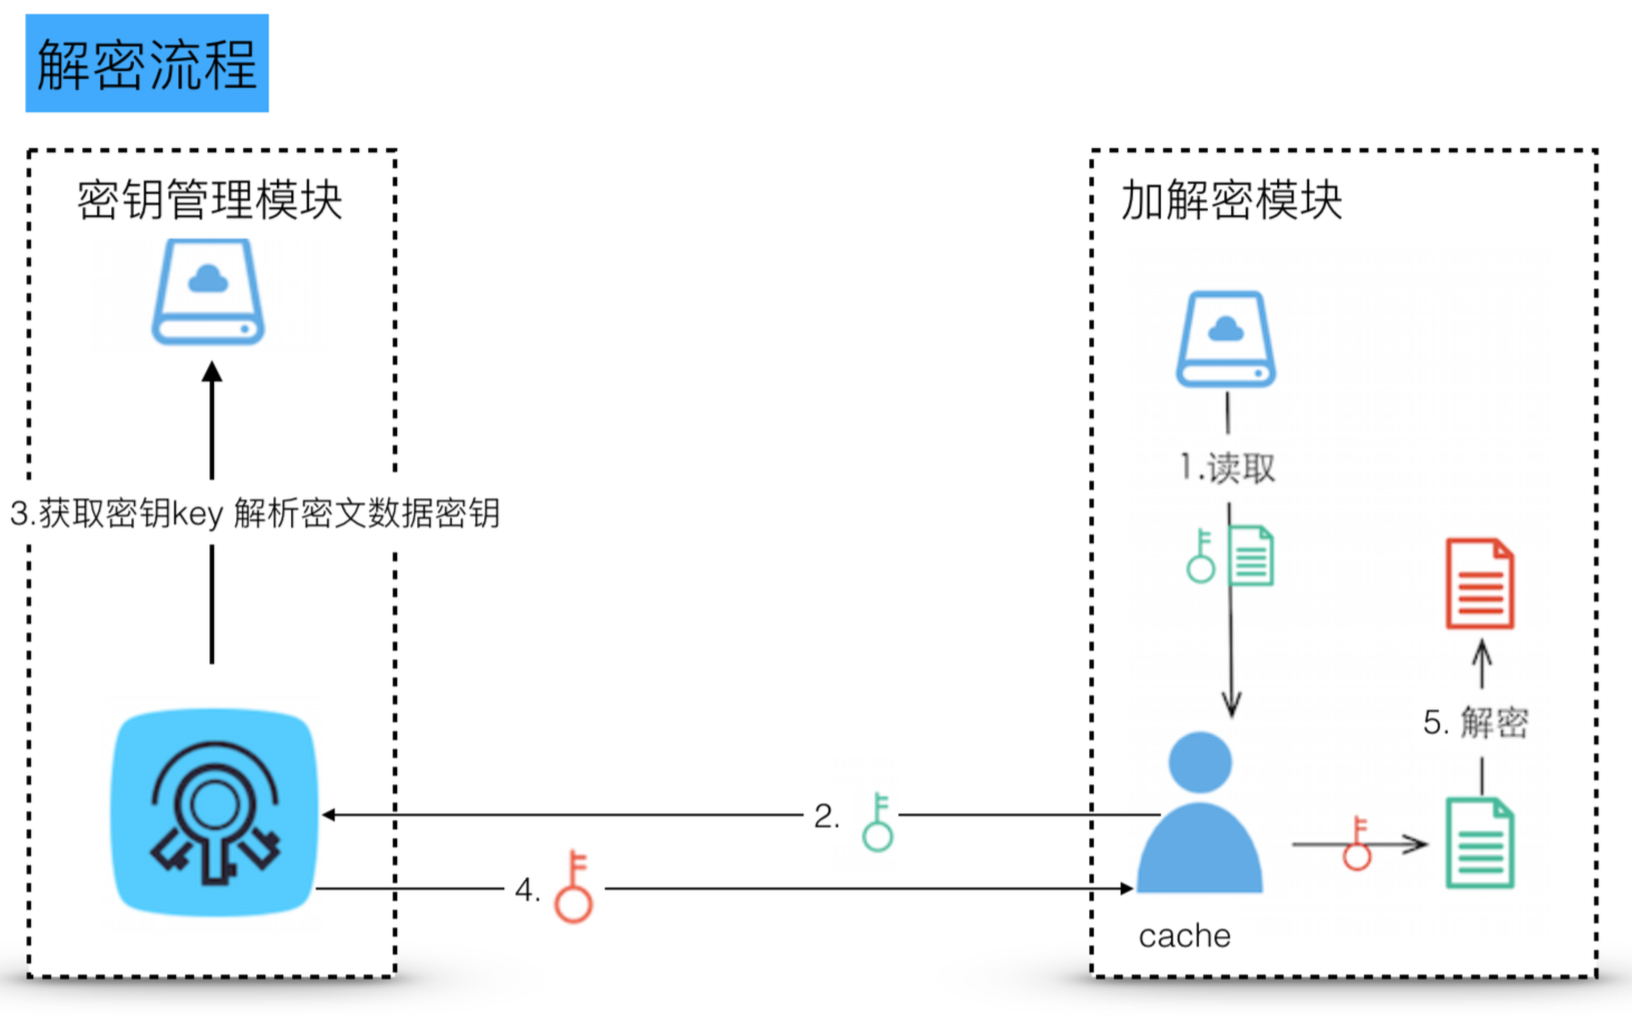 解密流程
密钥管理模块
3.获取密钥key 解析密文数据密钥
加解密模块
1.读取
2.
4.
5. 解密
cache